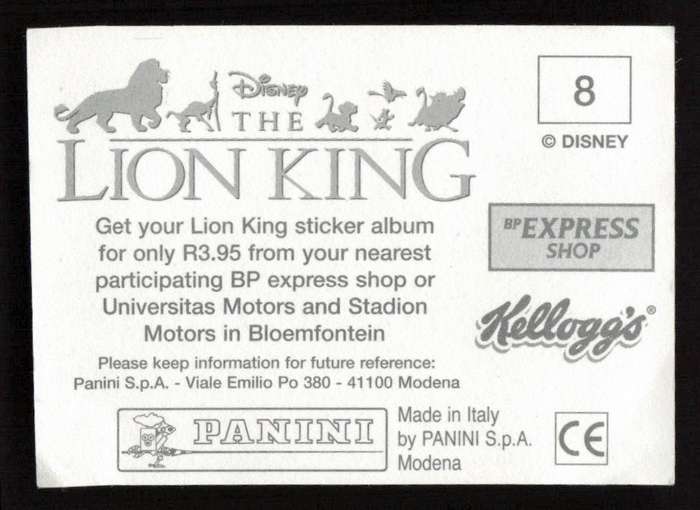 Disney
THE
LION KING
8
© DISNEY
Get your Lion King sticker album
for only R3.95 from your nearest
participating BP express shop or
Universitas Motors and Stadion
Motors in Bloemfontein
BP EXPRESS
SHOP
Kellogg's®
Please keep information for future reference:
Panini S.p.A. - Viale Emilio Po 380 - 41100 Modena
PANINI
Made in Italy
by PANINI S.p.A.
Modena
CE